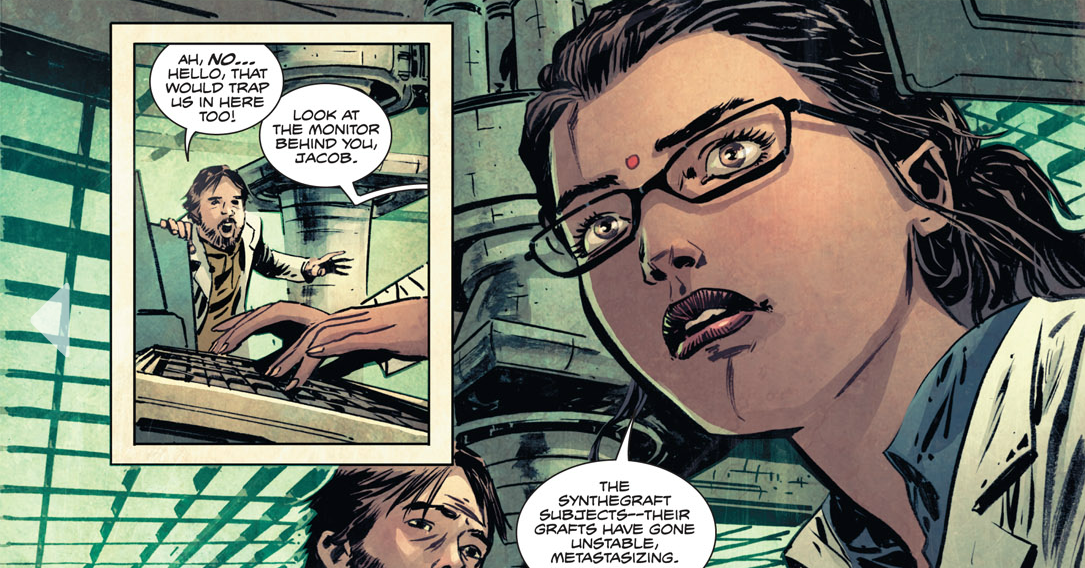 AH, NO...
HELLO, THAT
WOULD TRAP
US IN HERE
TOO!
LOOK AT
THE MONITOR
BEHIND YOU,
JACOB.
THE
SYNTHEGRAFT
SUBJECTS--THEIR
GRAFTS HAVE GONE
UNSTABLE,
METASTASIZING.